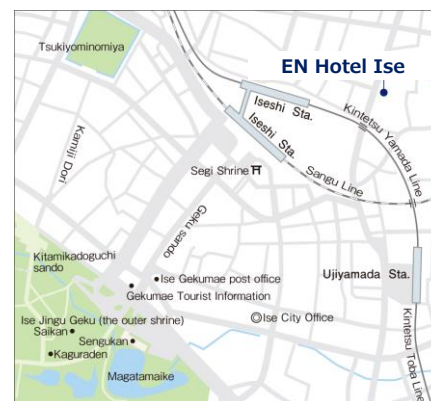 Tsukiyominomiya
EN Hotel Ise
Iseshi Sta.
Iseshi Sta.
Kintetsu Yamada Line
Kamiji Dori
Segi Shrine
Sangu Line
Geku sando
Kitamikadoguchi
sando
Ise Gekumae post office
Ujiyamada Sta.
Gekumae Tourist Information
Ise Jingu Geku (the outer shrine)
Ise City Office
Saikan
Sengukan
Kaguraden
Kintetsu Toba Line
Magatamaike